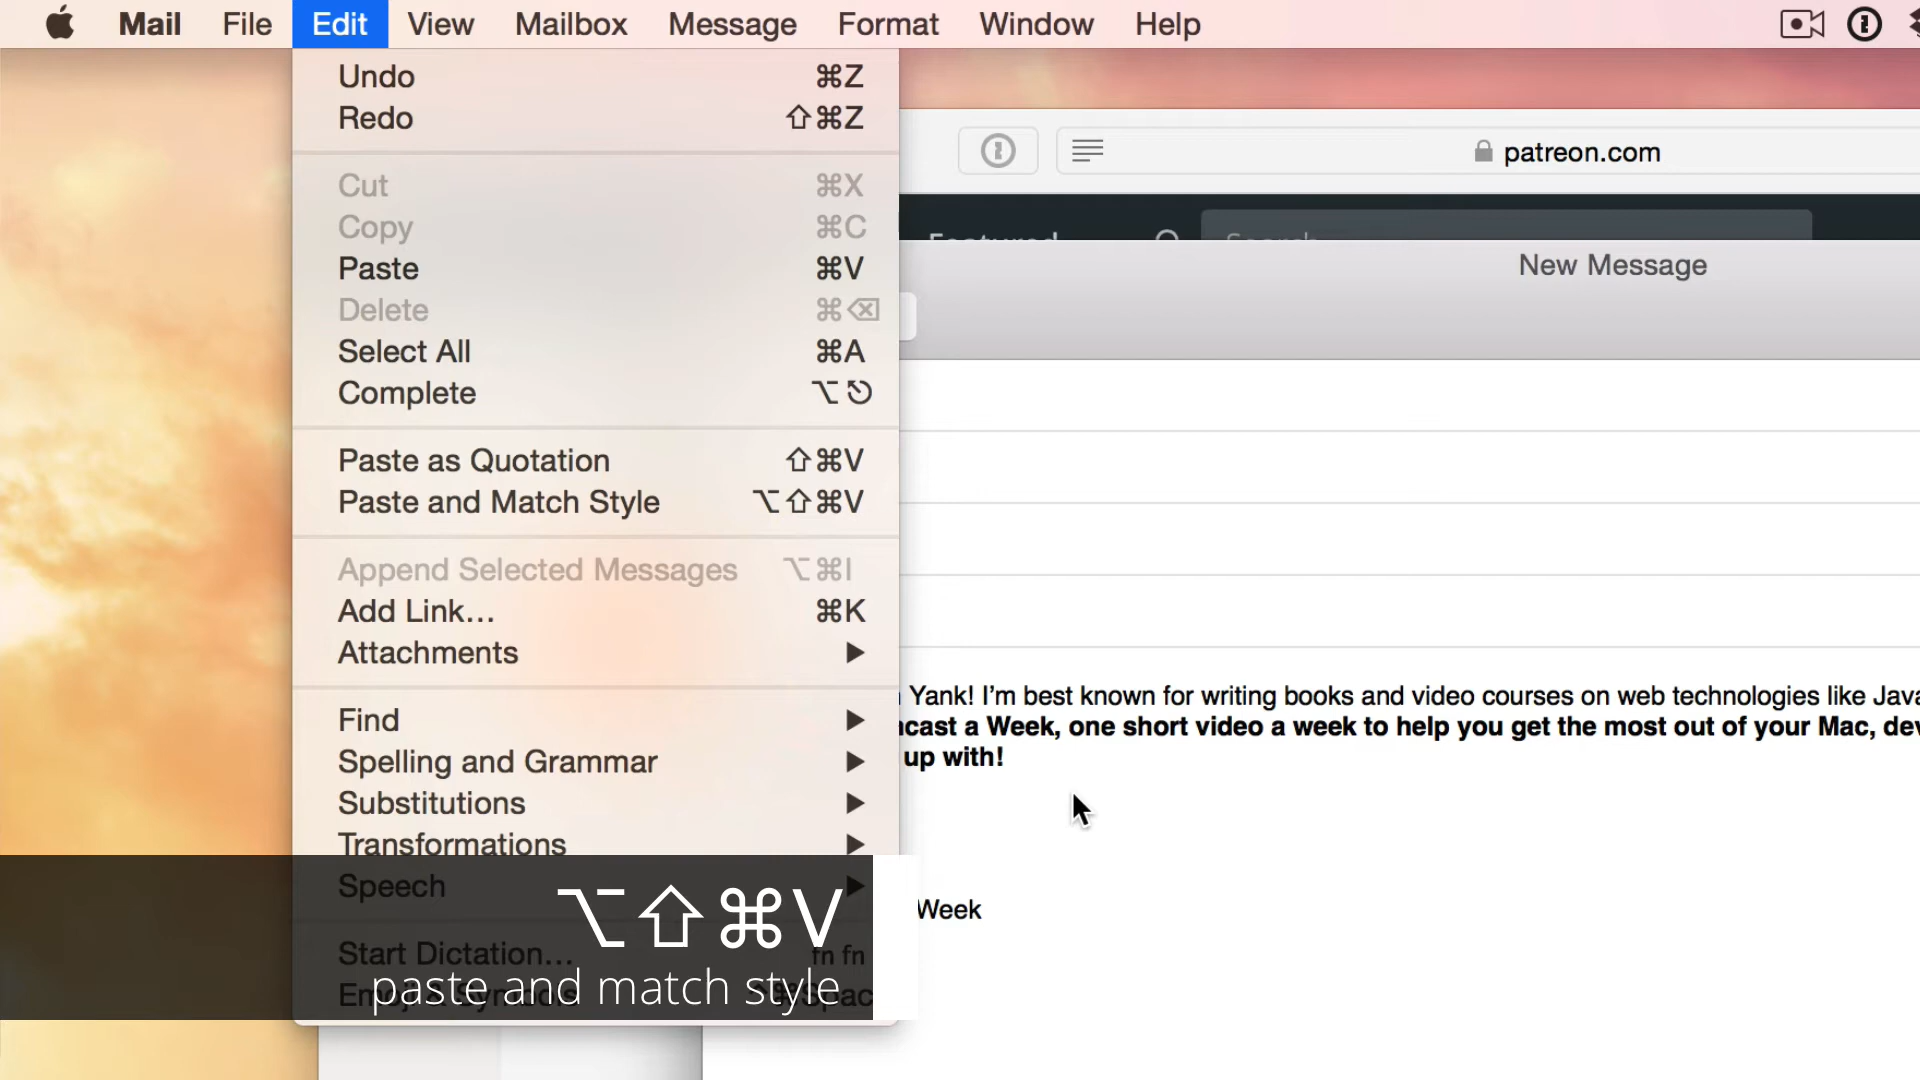 Mail File Edit View Mailbox Message Format Window Help
Undo ⌘Z
Redo ⇧⌘Z
Cut ⌘X
Copy ⌘C
Paste ⌘V
Delete ⌘⌫
Select All ⌘A
Complete ⌥⎋
Paste as Quotation ⇧⌘V
Paste and Match Style ⌥⇧⌘V
Append Selected Messages ⌥⌘I
Add Link... ⌘K
Attachments ▶
Find ▶
Spelling and Grammar ▶
Substitutions ▶
Transformations ▶
Speech ▶
Start Dictation... fn fn
⌥⇧⌘V
paste and match style
patreon.com
Featured Search
New Message
Yank! I'm best known for writing books and video courses on web technologies like Java
cast a Week, one short video a week to help you get the most out of your Mac, dev
up with!
Week